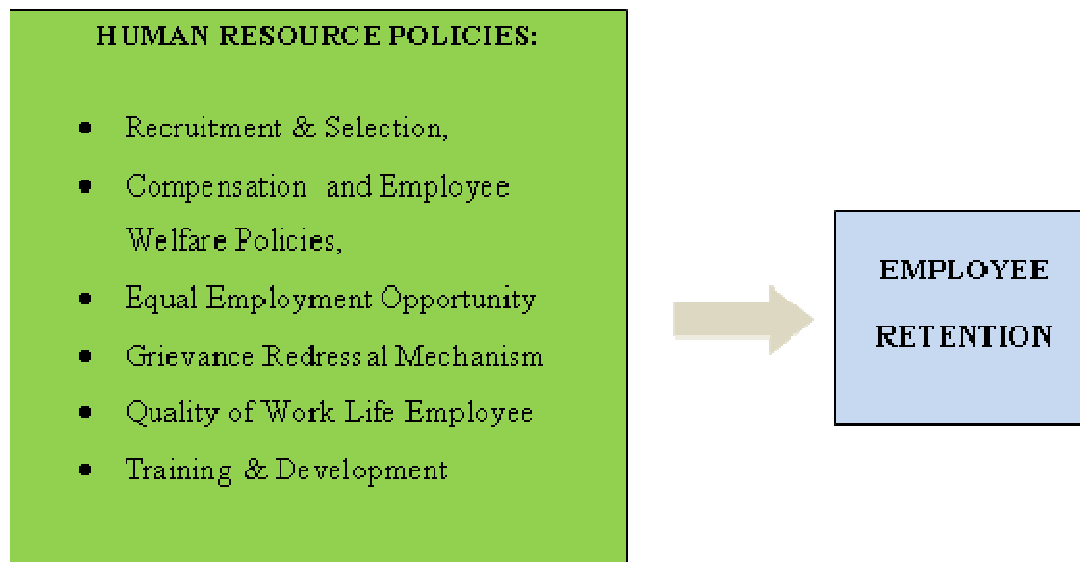 HUMAN RESOURCE POLICIES:
• Recruitment & Selection,
• Compensation and Employee
Welfare Policies,
• Equal Employment Opportunity
• Grievance Redressal Mechanism
• Quality of Work Life Employee
• Training & Development
EMPLOYEE
RETENTION